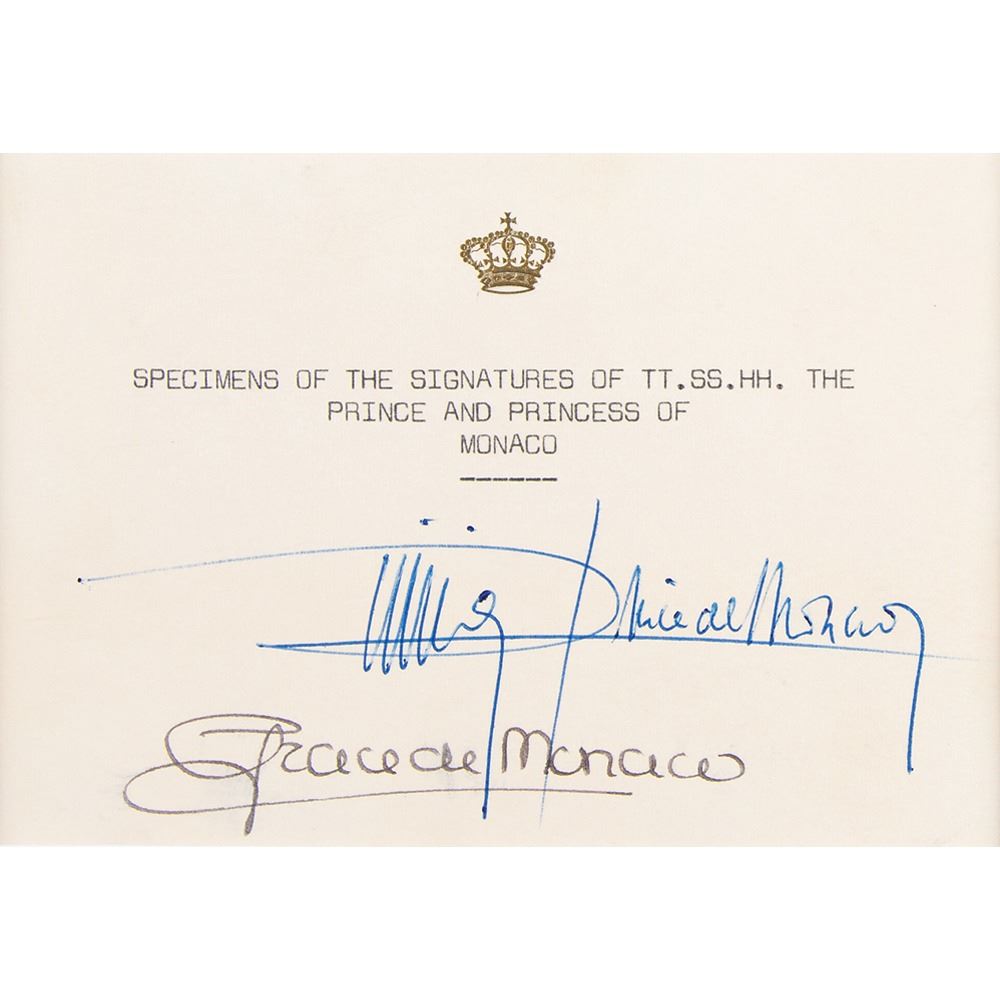 SPECIMENS OF THE SIGNATURES OF TT.SS.HH. THE
PRINCE AND PRINCESS OF
MONACO
Prince de Monaco
Grace de Monaco